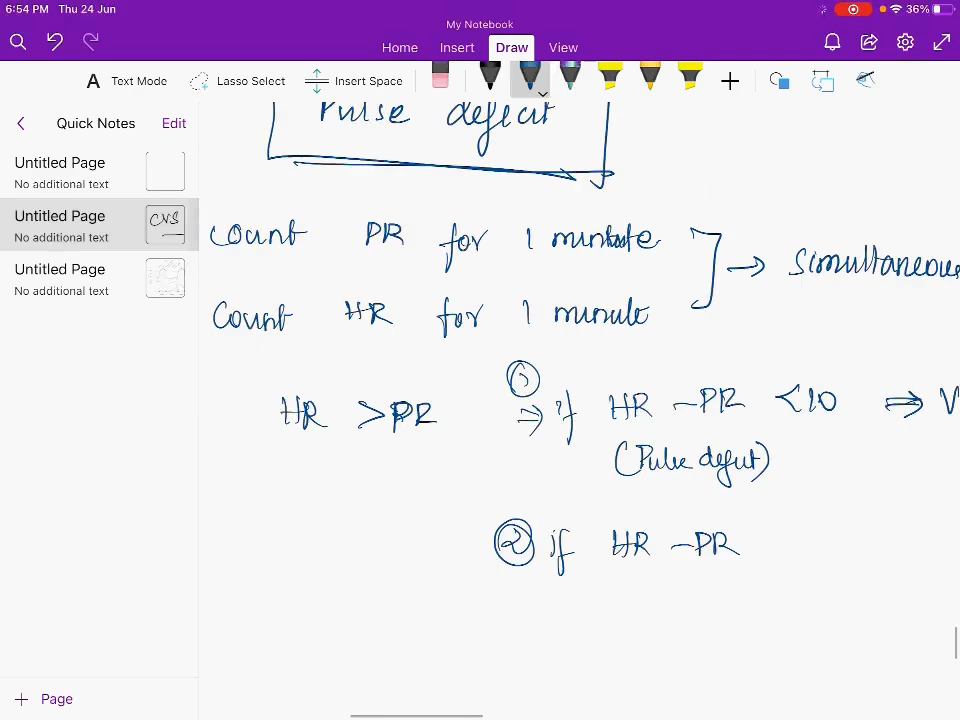 6:54 PM Thu 24 Jun
36%
My Notebook
Home Insert Draw View
Text Mode Lasso Select Insert Space
Quick Notes Edit
Untitled Page
No additional text
Untitled Page
No additional text
CNS
Untitled Page
No additional text
Page
Pulse deficit
Count PR for 1 minute
Count HR for 1 minute
] → Simultaneous
HR > PR
① ⇒ if HR - PR < 10 ⇒ V
(Pulse deficit)
② if HR - PR